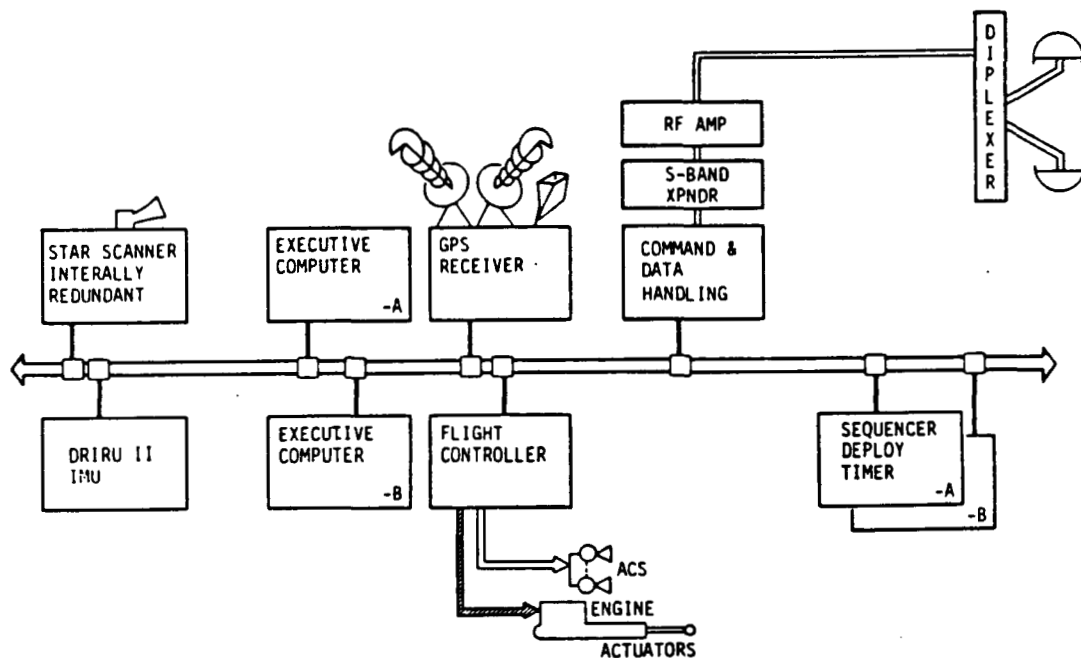 DIPLEXER
RF AMP
S-BAND
XPNDR
STAR SCANNER
INTERALLY
REDUNDANT
EXECUTIVE
COMPUTER
-A
GPS
RECEIVER
COMMAND &
DATA
HANDLING
DRIRU II
IMU
EXECUTIVE
COMPUTER
-B
FLIGHT
CONTROLLER
SEQUENCER
DEPLOY
TIMER
-A
-B
ACS
ENGINE
ACTUATORS